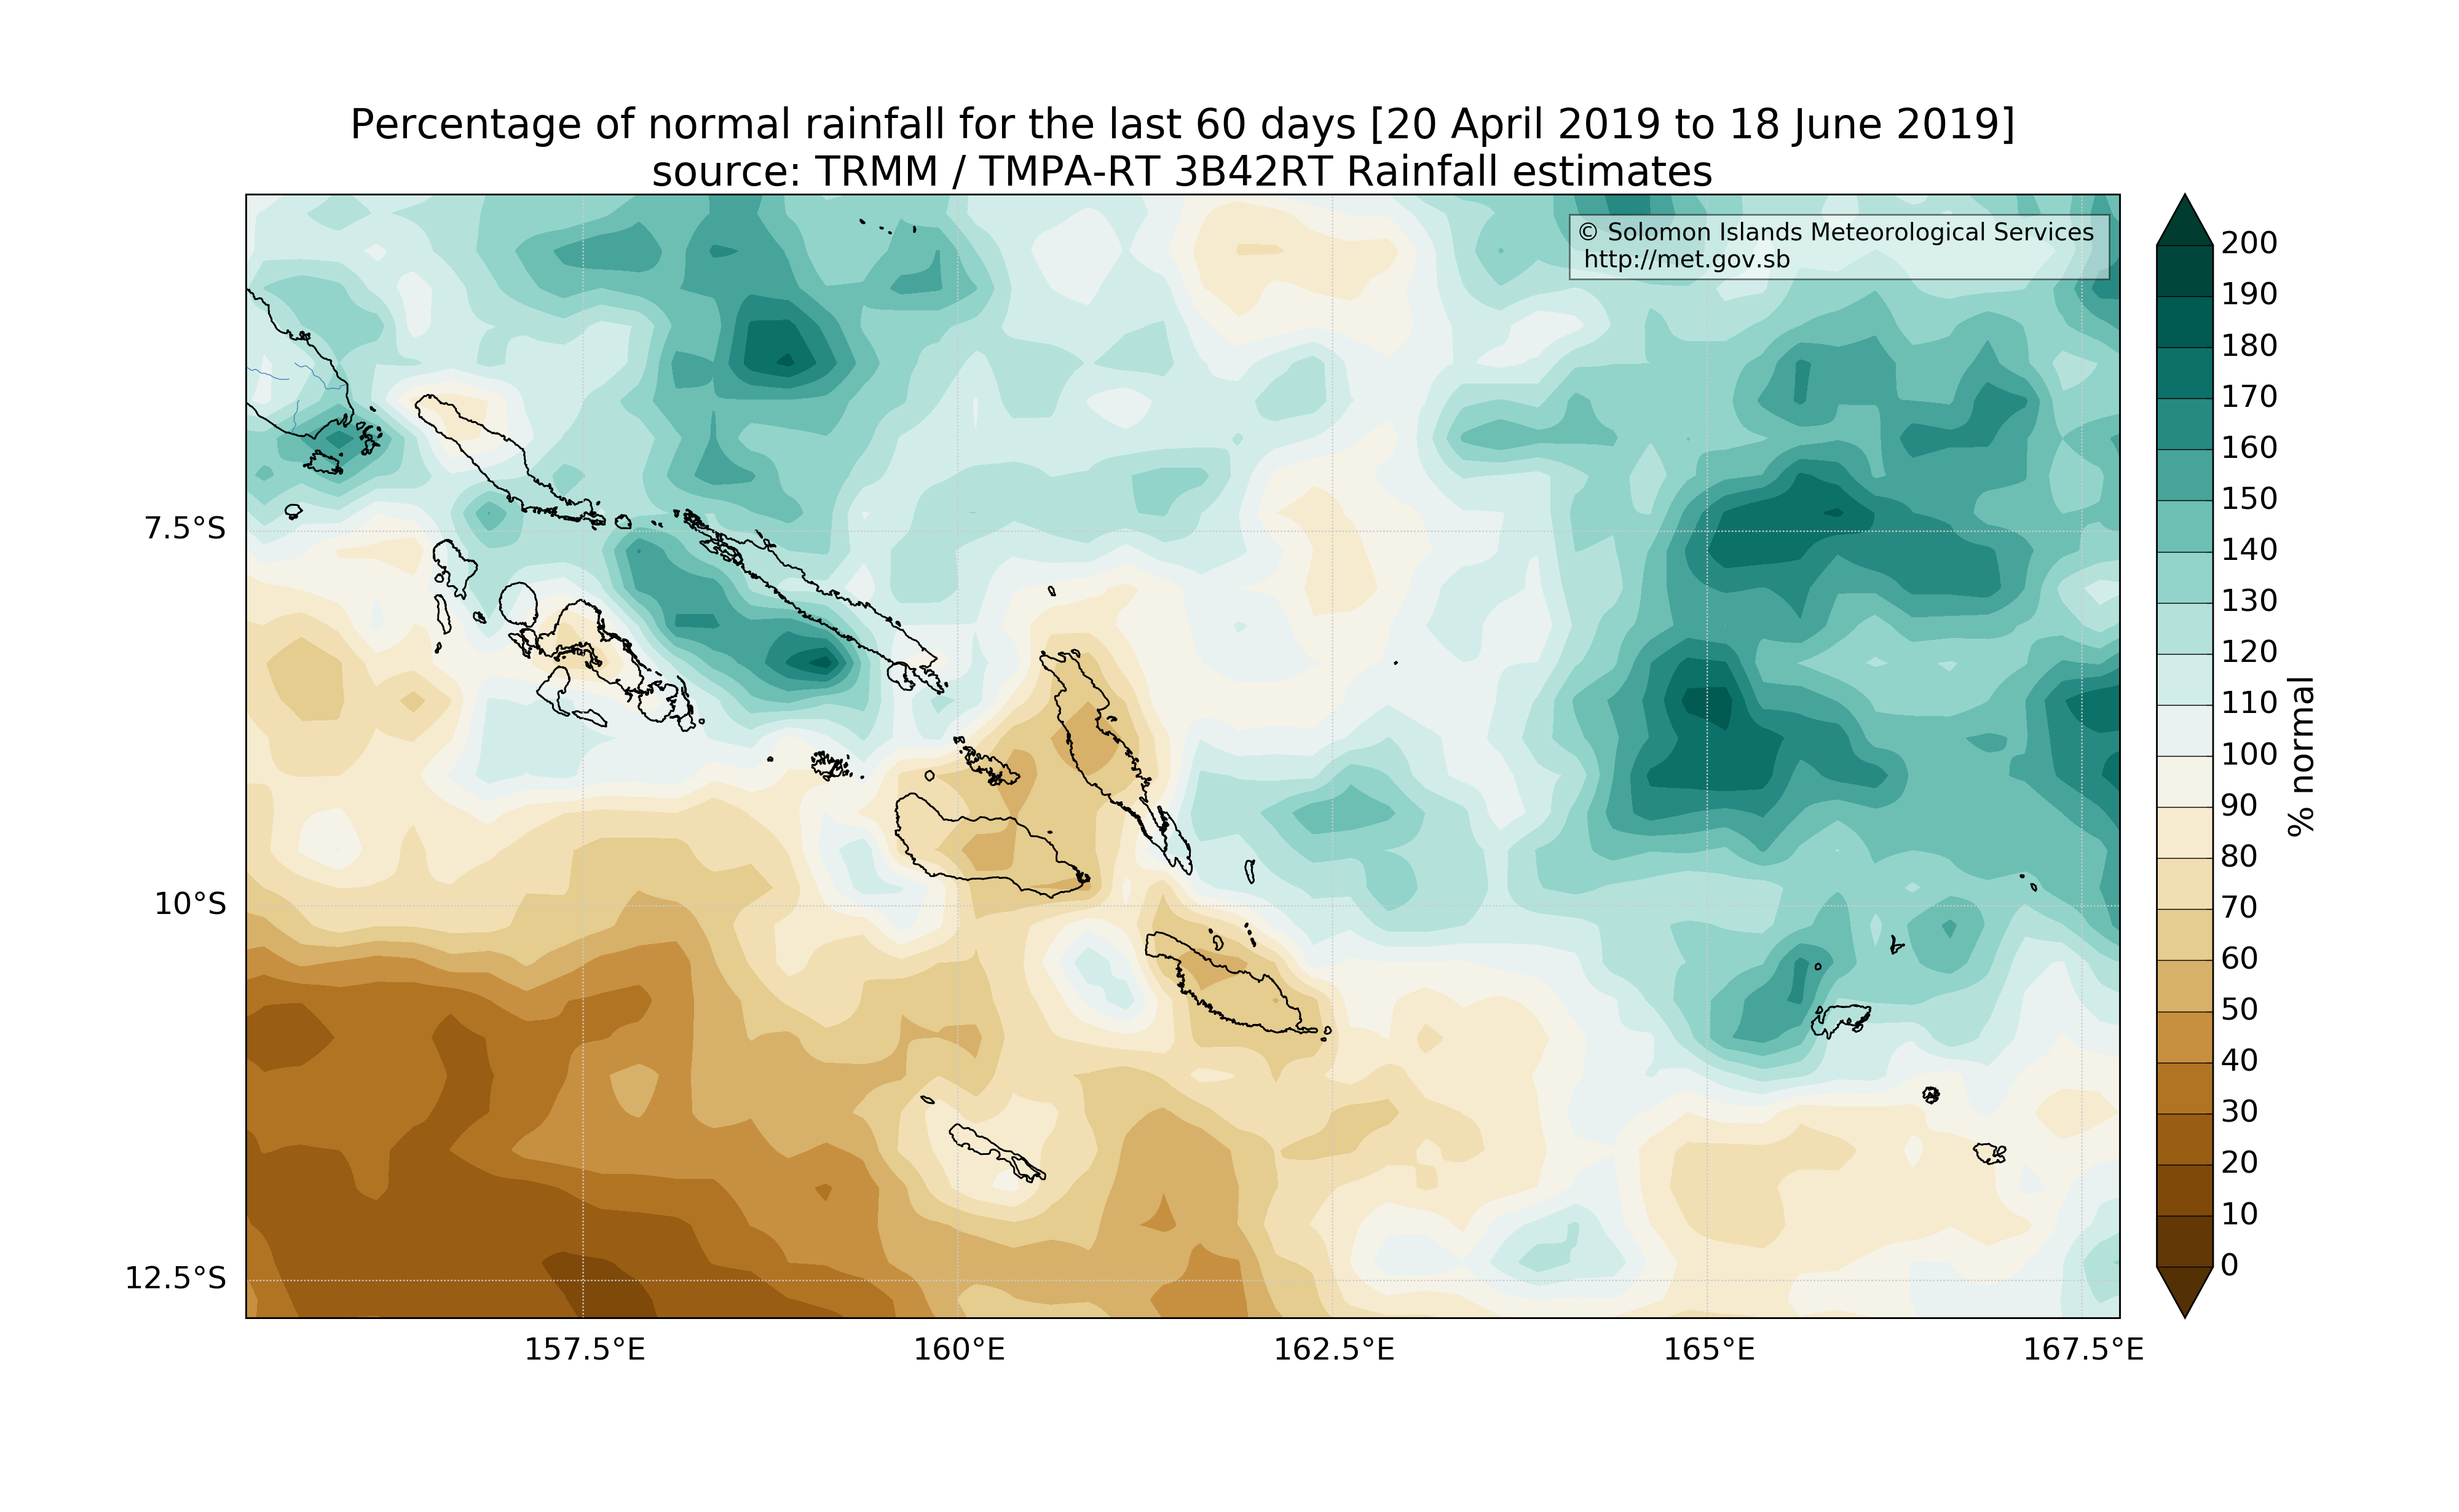 Percentage of normal rainfall for the last 60 days [20 April 2019 to 18 June 2019]
source: TRMM / TMPA-RT 3B42RT Rainfall estimates
© Solomon Islands Meteorological Services
http://met.gov.sb
7.5°S
10°S
12.5°S
157.5°E
160°E
162.5°E
165°E
167.5°E
200
190
180
170
160
150
140
130
120
110
100
90
80
70
60
50
40
30
20
10
0
% normal